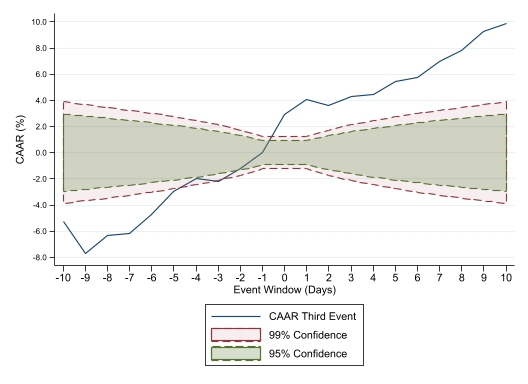 10.0
8.0
6.0
4.0
2.0
0.0
-2.0
-4.0
-6.0
-8.0
CAAR (%)
-10 -9 -8 -7 -6 -5 -4 -3 -2 -1 0 1 2 3 4 5 6 7 8 9 10
Event Window (Days)
CAAR Third Event
99% Confidence
95% Confidence